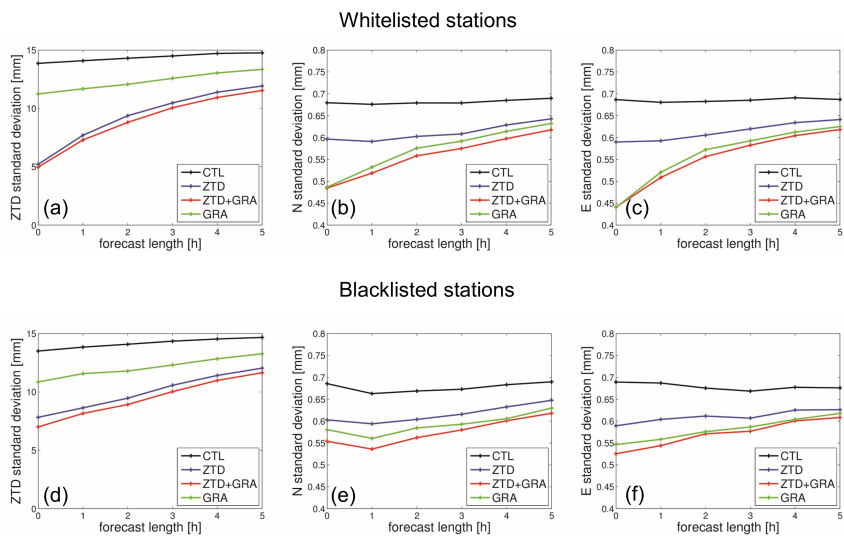 Whitelisted stations
ZTD standard deviation [mm]
15
10
5
0
(a)
CTL
ZTD
ZTD+GRA
GRA
0 1 2 3 4 5
forecast length [h]
N standard deviation [mm]
0.8
0.75
0.7
0.65
0.6
0.55
0.5
0.45
0.4
(b)
CTL
ZTD
ZTD+GRA
GRA
0 1 2 3 4 5
forecast length [h]
E standard deviation [mm]
0.8
0.75
0.7
0.65
0.6
0.55
0.5
0.45
0.4
(c)
CTL
ZTD
ZTD+GRA
GRA
0 1 2 3 4 5
forecast length [h]
Blacklisted stations
ZTD standard deviation [mm]
15
10
5
0
(d)
CTL
ZTD
ZTD+GRA
GRA
0 1 2 3 4 5
forecast length [h]
N standard deviation [mm]
0.8
0.75
0.7
0.65
0.6
0.55
0.5
0.45
0.4
(e)
CTL
ZTD
ZTD+GRA
GRA
0 1 2 3 4 5
forecast length [h]
E standard deviation [mm]
0.8
0.75
0.7
0.65
0.6
0.55
0.5
0.45
0.4
(f)
CTL
ZTD
ZTD+GRA
GRA
0 1 2 3 4 5
forecast length [h]